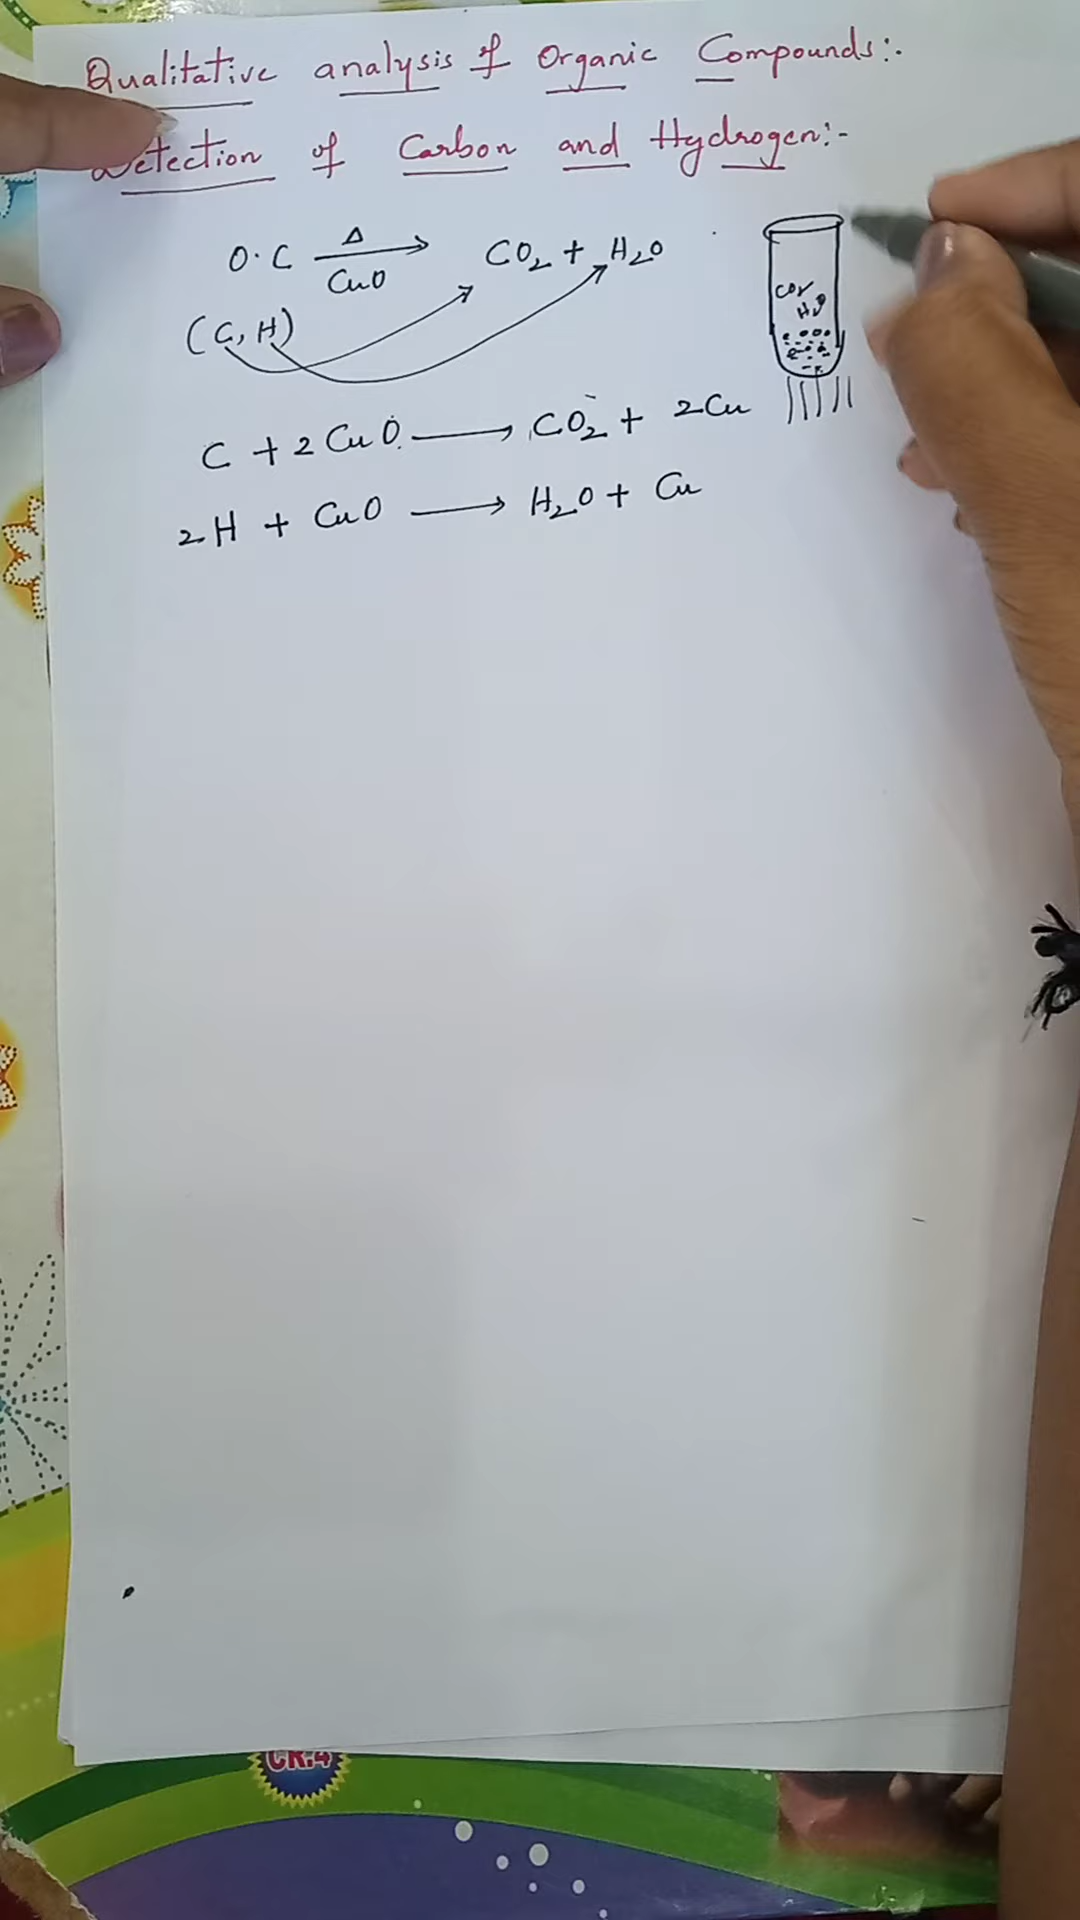 Qualitative analysis of Organic Compounds:-
Detection of Carbon and Hydrogen:-
O.C —Δ/CuO→ CO₂ + H₂O
(C, H)
CO₂
H₂O
C + 2CuO → CO₂ + 2Cu
2H + CuO → H₂O + Cu
CR.4